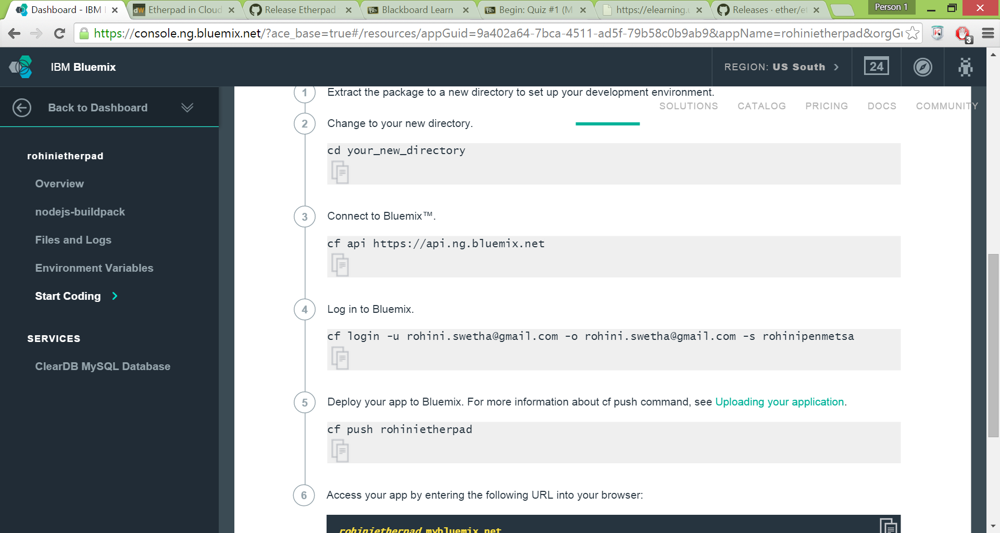 Dashboard - IBM
Etherpad in Cloud
Release Etherpad
Blackboard Learn
Begin: Quiz #1 (M
https://elearning.u
Releases · ether/et
Person 1
https://console.ng.bluemix.net/?ace_base=true#/resources/appGuid=9a402a64-7bca-4511-ad5f-79b58c0b9ab9&appName=rohinietherpad&orgGu
3
IBM Bluemix
REGION: US South
24
Back to Dashboard
SOLUTIONS CATALOG PRICING DOCS COMMUNITY
rohinietherpad
Overview
nodejs-buildpack
Files and Logs
Environment Variables
Start Coding
SERVICES
ClearDB MySQL Database
1 Extract the package to a new directory to set up your development environment.
2 Change to your new directory.
cd your_new_directory
3 Connect to Bluemix™.
cf api https://api.ng.bluemix.net
4 Log in to Bluemix.
cf login -u rohini.swetha@gmail.com -o rohini.swetha@gmail.com -s rohinipenmetsa
5 Deploy your app to Bluemix. For more information about cf push command, see Uploading your application.
cf push rohinietherpad
6 Access your app by entering the following URL into your browser:
rohinietherpad.mybluemix.net